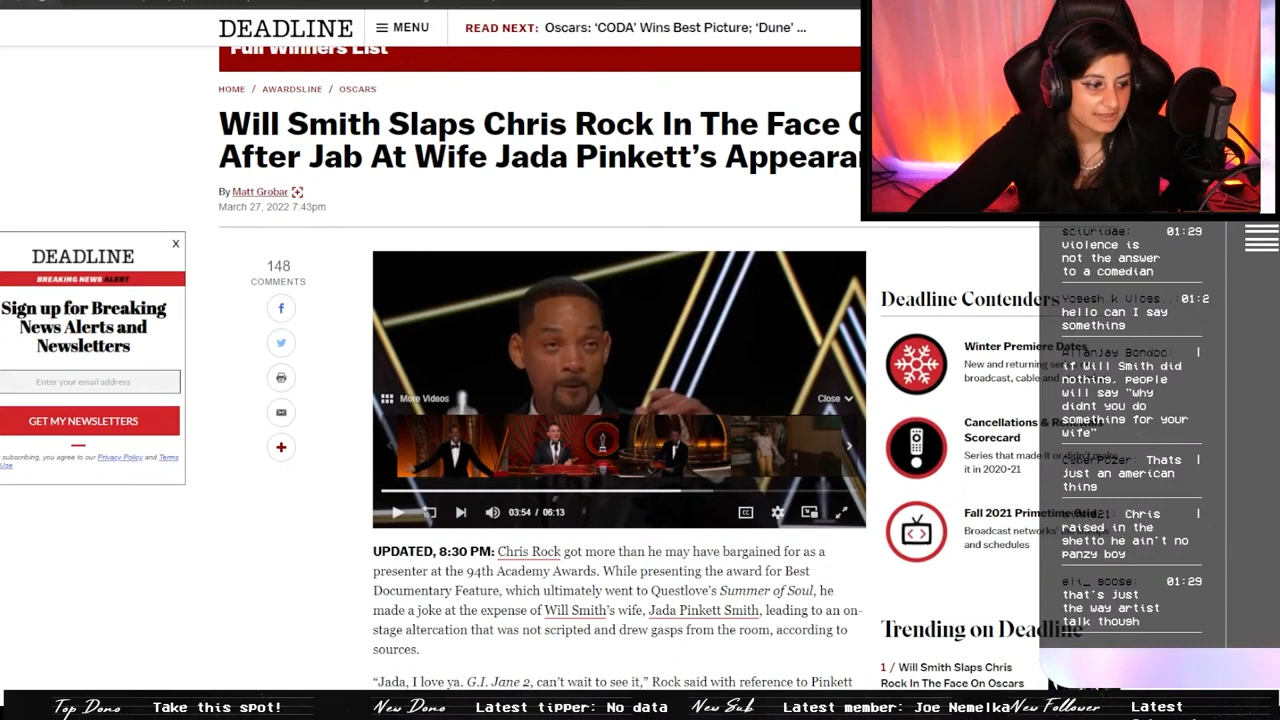 DEADLINE
MENU
READ NEXT: Oscars: ‘CODA’ Wins Best Picture; ‘Dune’ ...
Full Winners List
HOME / AWARDSLINE / OSCARS
Will Smith Slaps Chris Rock In The Face O
After Jab At Wife Jada Pinkett’s Appeara
By Matt Grobar
March 27, 2022 7:43pm
DEADLINE
X
BREAKING NEWS ALERT
Sign up for Breaking
News Alerts and
Newsletters
Enter your email address
GET MY NEWSLETTERS
subscribing, you agree to our Privacy Policy and Terms
Use.
148
COMMENTS
More Videos
Close
03:54 / 06:13
CC
UPDATED, 8:30 PM: Chris Rock got more than he may have bargained for as a
presenter at the 94th Academy Awards. While presenting the award for Best
Documentary Feature, which ultimately went to Questlove’s Summer of Soul, he
made a joke at the expense of Will Smith’s wife, Jada Pinkett Smith, leading to an on-
stage altercation that was not scripted and drew gasps from the room, according to
sources.
“Jada, I love ya. G.I. Jane 2, can’t wait to see it,” Rock said with reference to Pinkett
Deadline Contenders
Winter Premiere Dates
New and returning
broadcast, cable
Cancellations &
Scorecard
Series that made it or didn't make
it in 2020-21
Fall 2021 Primetime Grid
Broadcast networks'
and schedules
Trending on Deadline
1 / Will Smith Slaps Chris
Rock In The Face On Oscars
sciuridae: 01:29
violence is
not the answer
to a comedian
Yogesh.k Vlogs.. 01:2
hello can I say
something
Allanjay Bondoc:
if Will Smith did
nothing, people
will say "why
didnt you do
something for your
wife"
Thats
just an american
thing
Chris
raised in the
ghetto he ain't no
panzy boy
eli_ goose: 01:29
that's just
the way artist
talk though
Top Dono
Take this spot!
New Dono
Latest tipper: No data
New Sub
Latest member: Joe Nemelka
New Follower
Latest